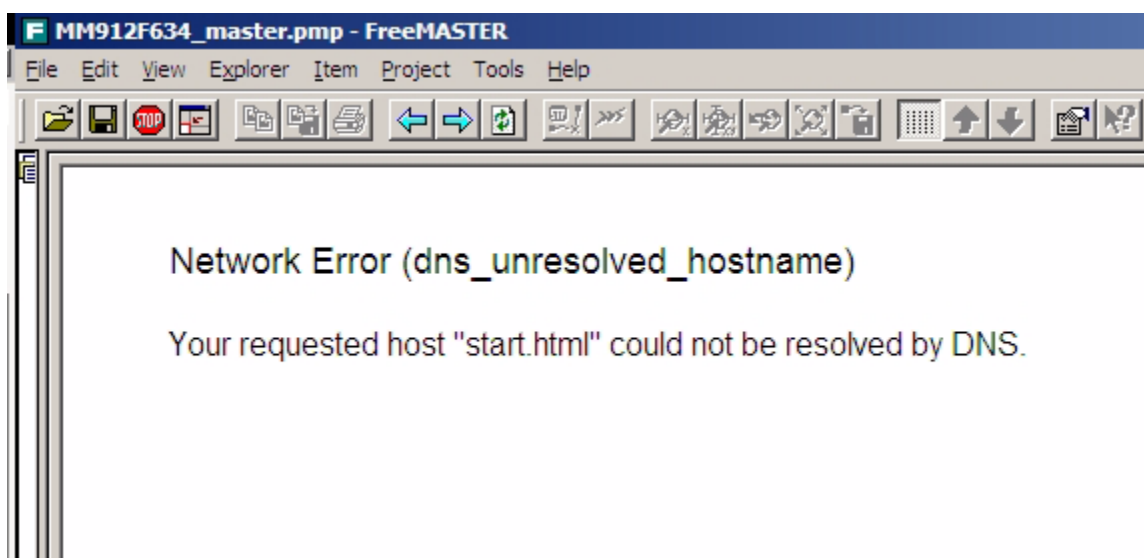 MM912F634_master.pmp - FreeMASTER
File Edit View Explorer Item Project Tools Help
STOP
Network Error (dns_unresolved_hostname)
Your requested host "start.html" could not be resolved by DNS.